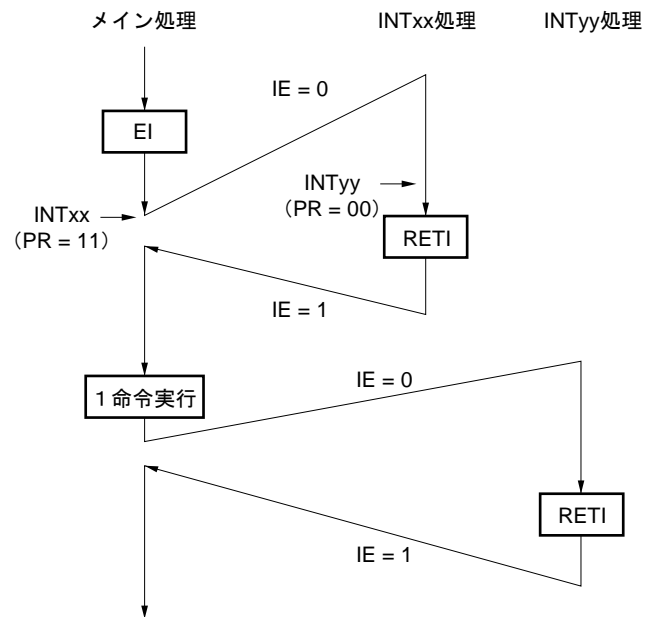 メイン処理 INTxx処理 INTyy処理
IE = 0
EI
INTyy
（PR = 00）
INTxx
（PR = 11）
RETI
IE = 1
IE = 0
１命令実行
RETI
IE = 1